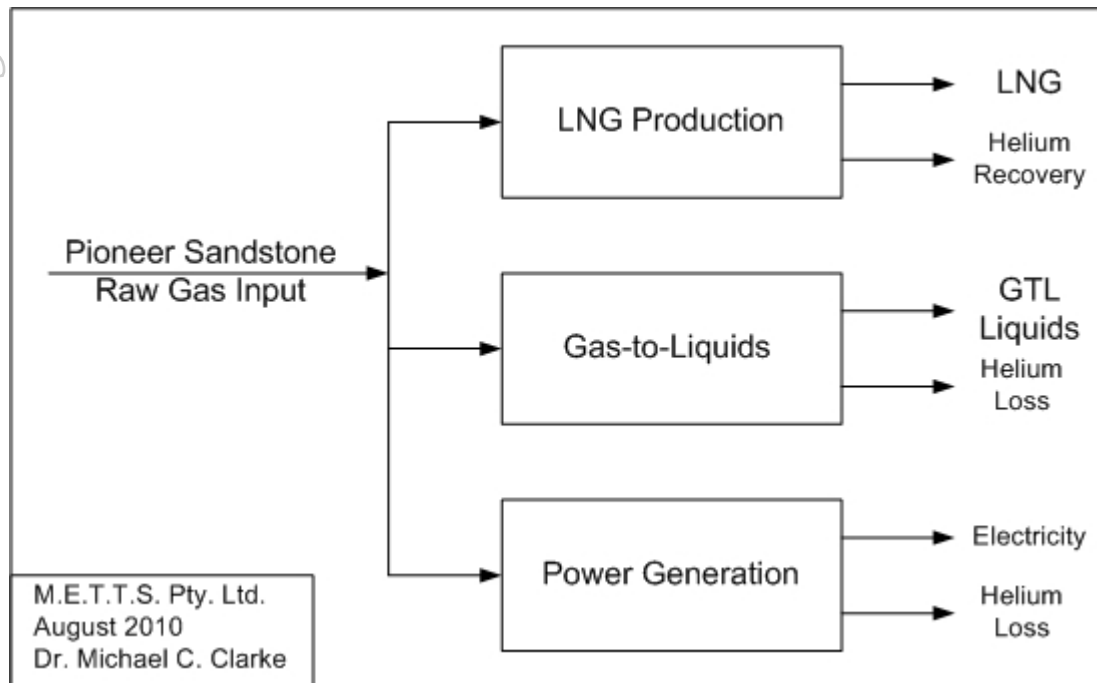 LNG Production
LNG
Helium
Recovery
Pioneer Sandstone
Raw Gas Input
Gas-to-Liquids
GTL
Liquids
Helium
Loss
Power Generation
Electricity
Helium
Loss
M.E.T.T.S. Pty. Ltd.
August 2010
Dr. Michael C. Clarke